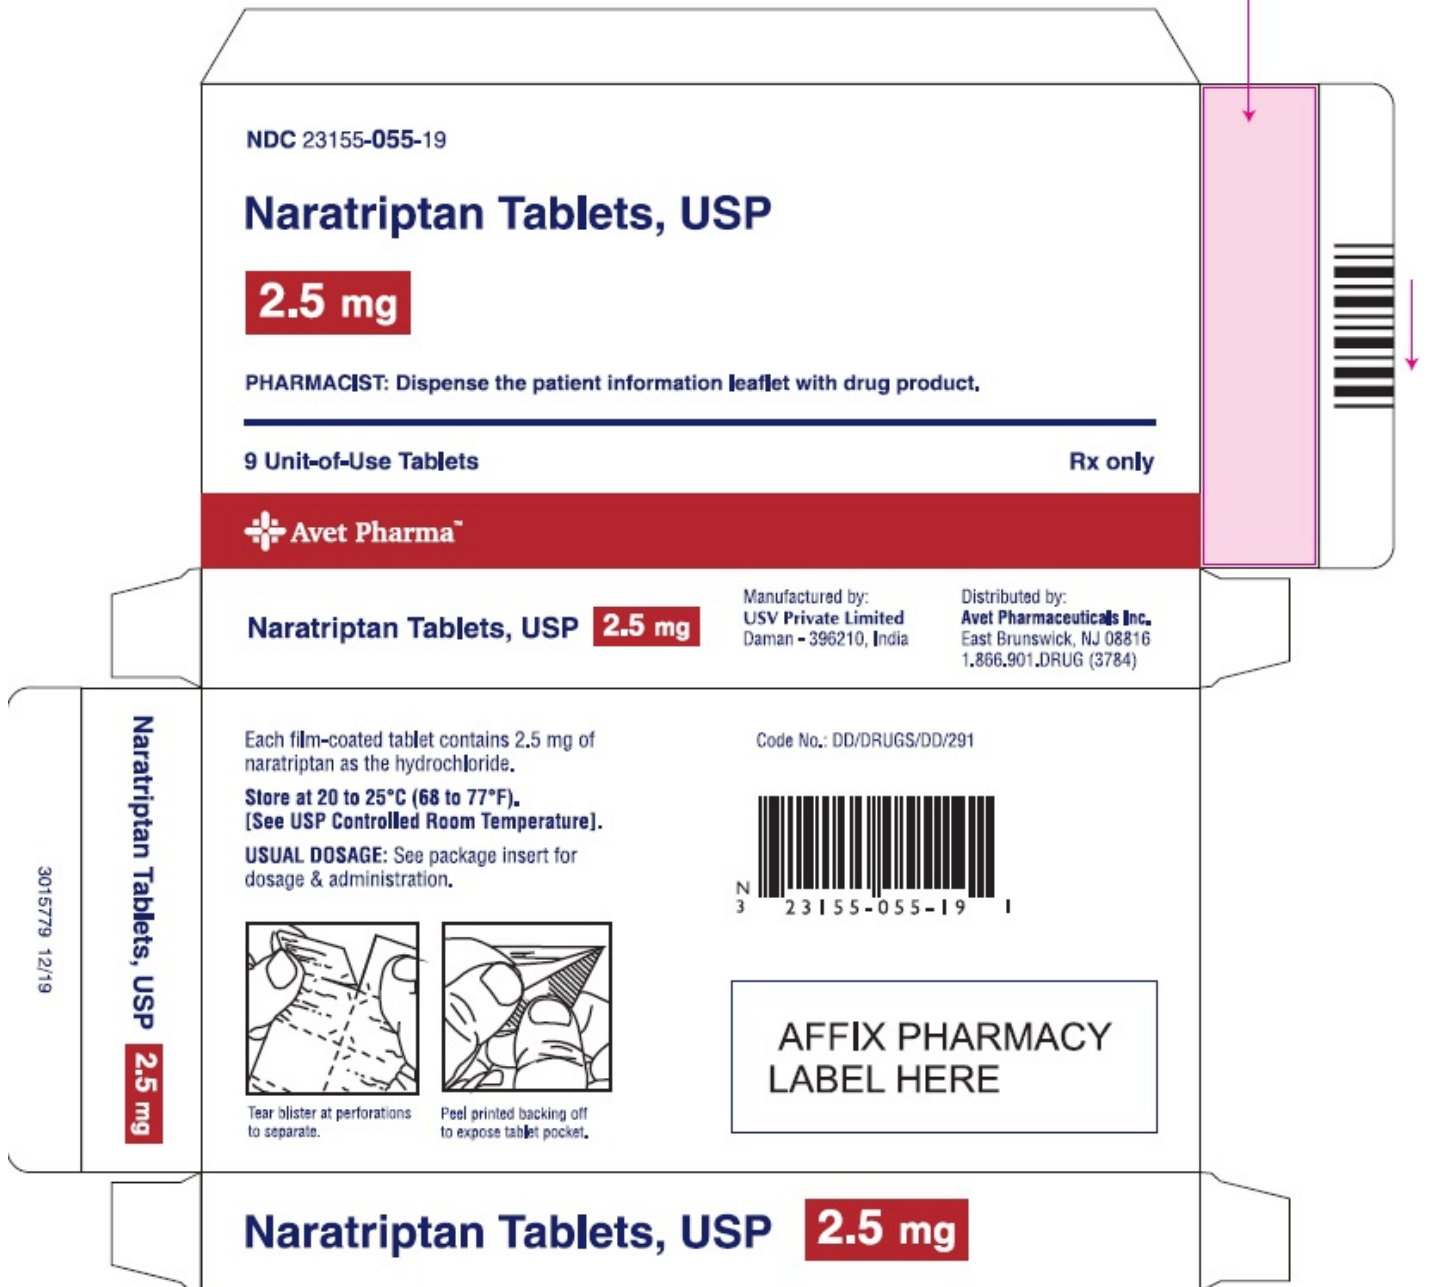 NDC 23155-055-19
Naratriptan Tablets, USP
2.5 mg
PHARMACIST: Dispense the patient information leaflet with drug product.
9 Unit-of-Use Tablets
Rx only
Avet Pharma™
Naratriptan Tablets, USP 2.5 mg
Manufactured by:
USV Private Limited
Daman - 396210, India
Distributed by:
Avet Pharmaceuticals Inc.
East Brunswick, NJ 08816
1.866.901.DRUG (3784)
3015779 12/19
Naratriptan Tablets, USP 2.5 mg
Each film-coated tablet contains 2.5 mg of
naratriptan as the hydrochloride.
Store at 20 to 25°C (68 to 77°F).
[See USP Controlled Room Temperature].
USUAL DOSAGE: See package insert for
dosage & administration.
Tear blister at perforations
to separate.
Peel printed backing off
to expose tablet pocket.
Code No.: DD/DRUGS/DD/291
N
3 23155-055-19 1
AFFIX PHARMACY
LABEL HERE
Naratriptan Tablets, USP 2.5 mg